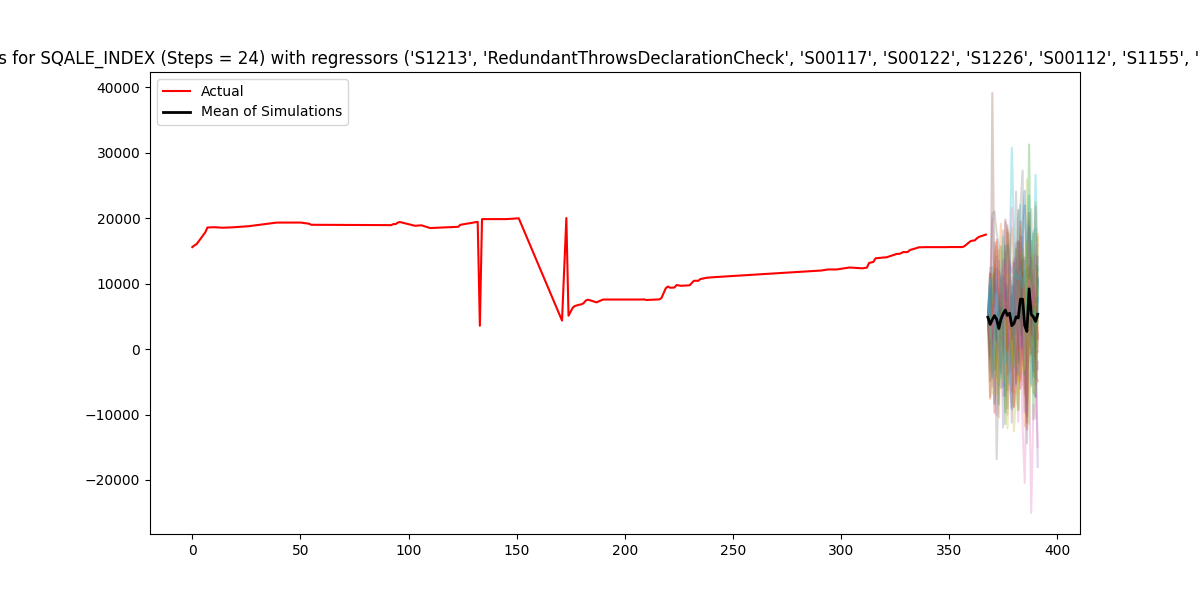 s for SQALE_INDEX (Steps = 24) with regressors ('S1213', 'RedundantThrowsDeclarationCheck', 'S00117', 'S00122', 'S1226', 'S00112', 'S1155', '
Actual
Mean of Simulations
40000
30000
20000
10000
0
−10000
−20000
0 50 100 150 200 250 300 350 400